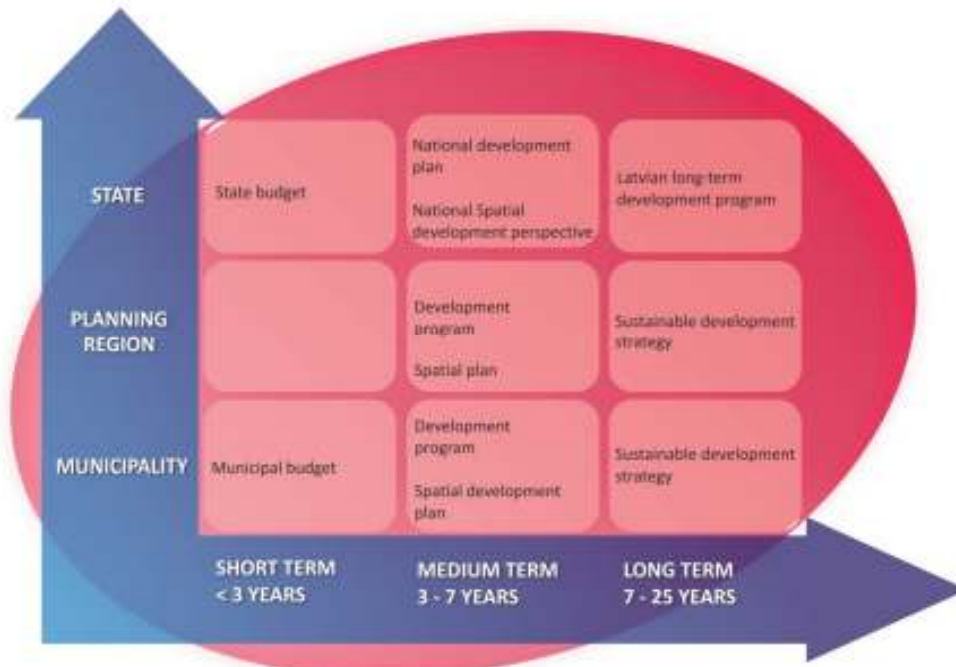 STATE
State budget
National development
plan
National Spatial
development perspective
Latvian long-term
development program
PLANNING
REGION
Development
program
Spatial plan
Sustainable development
strategy
MUNICIPALITY
Municipal budget
Development
program
Spatial development
plan
Sustainable development
strategy
SHORT TERM
< 3 YEARS
MEDIUM TERM
3 - 7 YEARS
LONG TERM
7 - 25 YEARS